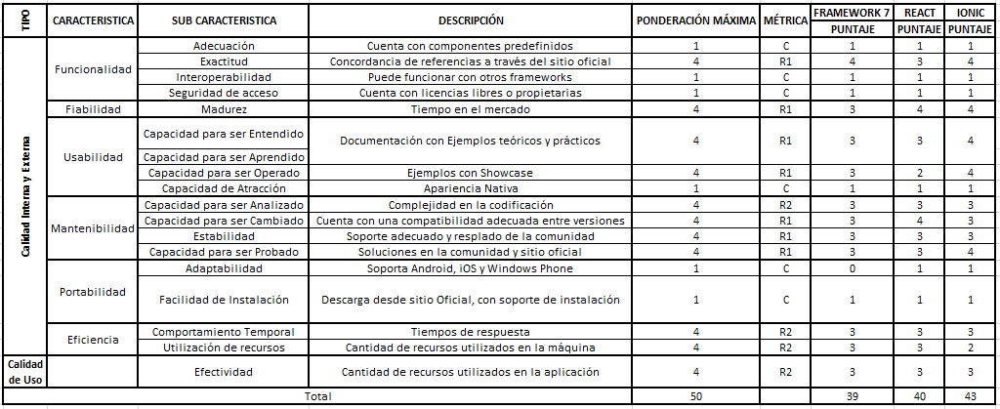 TIPO CARACTERISTICA SUB CARACTERISTICA DESCRIPCIÓN PONDERACIÓN MÁXIMA MÉTRICA FRAMEWORK 7 REACT IONIC
PUNTAJE PUNTAJE PUNTAJE
Calidad Interna y Externa
Funcionalidad
Adecuación Cuenta con componentes predefinidos 1 C 1 1 1
Exactitud Concordancia de referencias a través del sitio oficial 4 R1 4 3 4
Interoperabilidad Puede funcionar con otros frameworks 1 C 1 1 1
Seguridad de acceso Cuenta con licencias libres o propietarias 1 C 1 1 1
Fiabilidad Madurez Tiempo en el mercado 4 R1 3 4 4
Usabilidad
Capacidad para ser Entendido Documentación con Ejemplos teóricos y prácticos 4 R1 3 3 4
Capacidad para ser Aprendido
Capacidad para ser Operado Ejemplos con Showcase 4 R1 3 2 4
Capacidad de Atracción Apariencia Nativa 1 C 1 1 1
Mantenibilidad
Capacidad para ser Analizado Complejidad en la codificación 4 R2 3 3 3
Capacidad para ser Cambiado Cuenta con una compatibilidad adecuada entre versiones 4 R1 3 4 3
Estabilidad Soporte adecuado y resplado de la comunidad 4 R1 3 3 3
Capacidad para ser Probado Soluciones en la comunidad y sitio oficial 4 R1 3 3 4
Portabilidad
Adaptabilidad Soporta Android, iOS y Windows Phone 1 C 0 1 1
Facilidad de Instalación Descarga desde sitio Oficial, con soporte de instalación 1 C 1 1 1
Eficiencia
Comportamiento Temporal Tiempos de respuesta 4 R2 3 3 3
Utilización de recursos Cantidad de recursos utilizados en la máquina 4 R2 3 3 2
Calidad
de Uso
Efectividad Cantidad de recursos utilizados en la aplicación 4 R2 3 3 3
Total 50 39 40 43